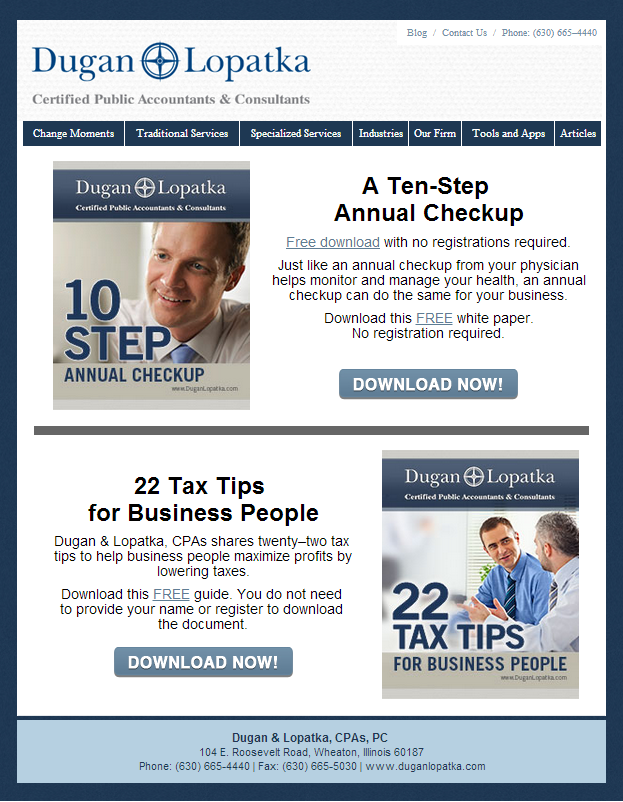 Blog / Contact Us / Phone: (630) 665–4440
Dugan Lopatka
Certified Public Accountants & Consultants
Change Moments Traditional Services Specialized Services Industries Our Firm Tools and Apps Articles
Dugan Lopatka
Certified Public Accountants & Consultants
10
STEP
ANNUAL CHECKUP
www.DuganLopatka.com
A Ten-Step
Annual Checkup
Free download with no registrations required.
Just like an annual checkup from your physician
helps monitor and manage your health, an annual
checkup can do the same for your business.
Download this FREE white paper.
No registration required.
DOWNLOAD NOW!
22 Tax Tips
for Business People
Dugan & Lopatka, CPAs shares twenty–two tax
tips to help business people maximize profits by
lowering taxes.
Download this FREE guide. You do not need
to provide your name or register to download
the document.
DOWNLOAD NOW!
Dugan Lopatka
Certified Public Accountants & Consultants
22
TAX TIPS
FOR BUSINESS PEOPLE
www.DuganLopatka.com
Dugan & Lopatka, CPAs, PC
104 E. Roosevelt Road, Wheaton, Illinois 60187
Phone: (630) 665-4440 | Fax: (630) 665-5030 | www.duganlopatka.com